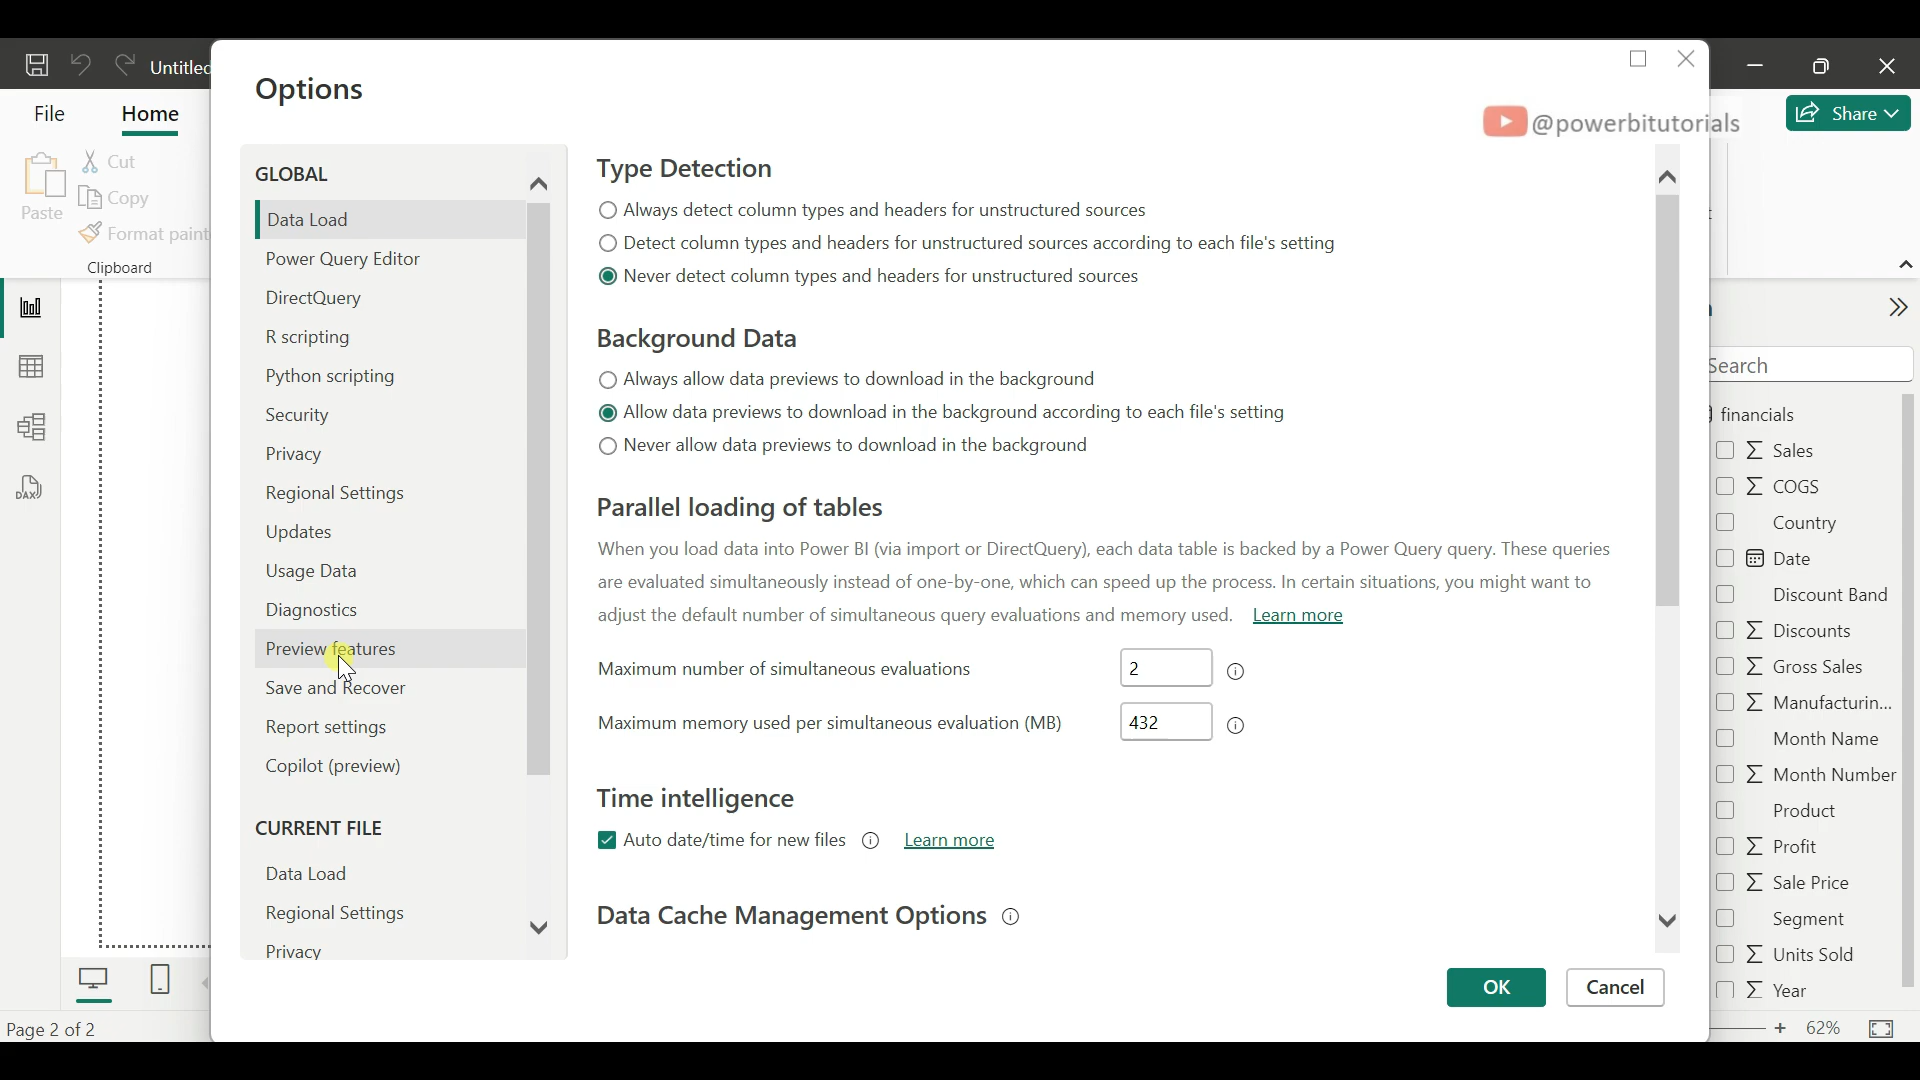 Untitled
Options
@powerbitutorials
File
Home
Share
Paste
Cut
Copy
Format paint
Clipboard
GLOBAL
Data Load
Power Query Editor
DirectQuery
R scripting
Python scripting
Security
Privacy
Regional Settings
Updates
Usage Data
Diagnostics
Preview features
Save and Recover
Report settings
Copilot (preview)
CURRENT FILE
Data Load
Regional Settings
Privacy
Type Detection
Always detect column types and headers for unstructured sources
Detect column types and headers for unstructured sources according to each file's setting
Never detect column types and headers for unstructured sources
Background Data
Always allow data previews to download in the background
Allow data previews to download in the background according to each file's setting
Never allow data previews to download in the background
Parallel loading of tables
When you load data into Power BI (via import or DirectQuery), each data table is backed by a Power Query query. These queries
are evaluated simultaneously instead of one-by-one, which can speed up the process. In certain situations, you might want to
adjust the default number of simultaneous query evaluations and memory used. Learn more
Maximum number of simultaneous evaluations 2
Maximum memory used per simultaneous evaluation (MB) 432
Time intelligence
Auto date/time for new files Learn more
Data Cache Management Options
OK
Cancel
Search
financials
Sales
COGS
Country
Date
Discount Band
Discounts
Gross Sales
Manufacturin...
Month Name
Month Number
Product
Profit
Sale Price
Segment
Units Sold
Year
DAX
Page 2 of 2
62%